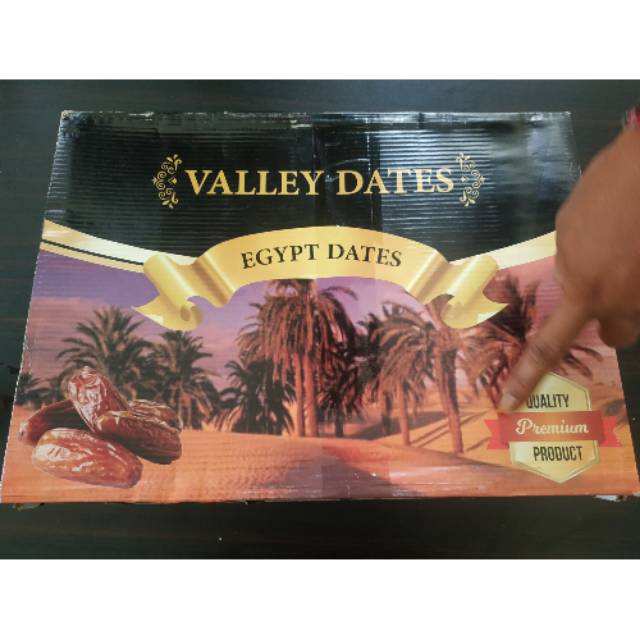 VALLEY DATES
EGYPT DATES
QUALITY
Premium
PRODUCT